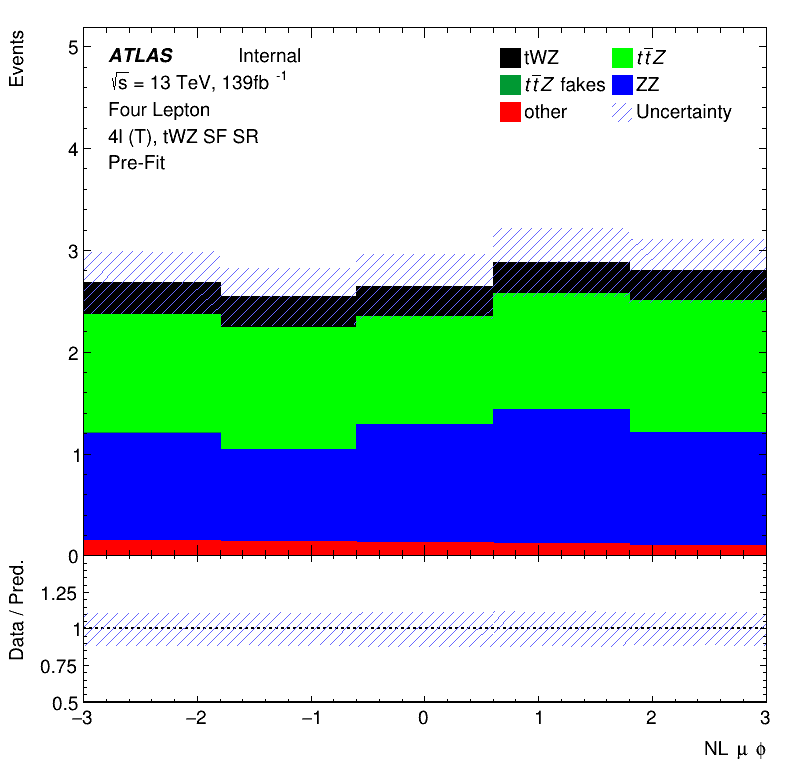 Events
ATLAS Internal
√s = 13 TeV, 139fb⁻¹
Four Lepton
4l (T), tWZ SF SR
Pre-Fit
tWZ tt̄Z
tt̄Z fakes ZZ
other Uncertainty
5
4
3
2
1
0
Data / Pred.
1.25
1
0.75
0.5
−3 −2 −1 0 1 2 3
NL μ φ